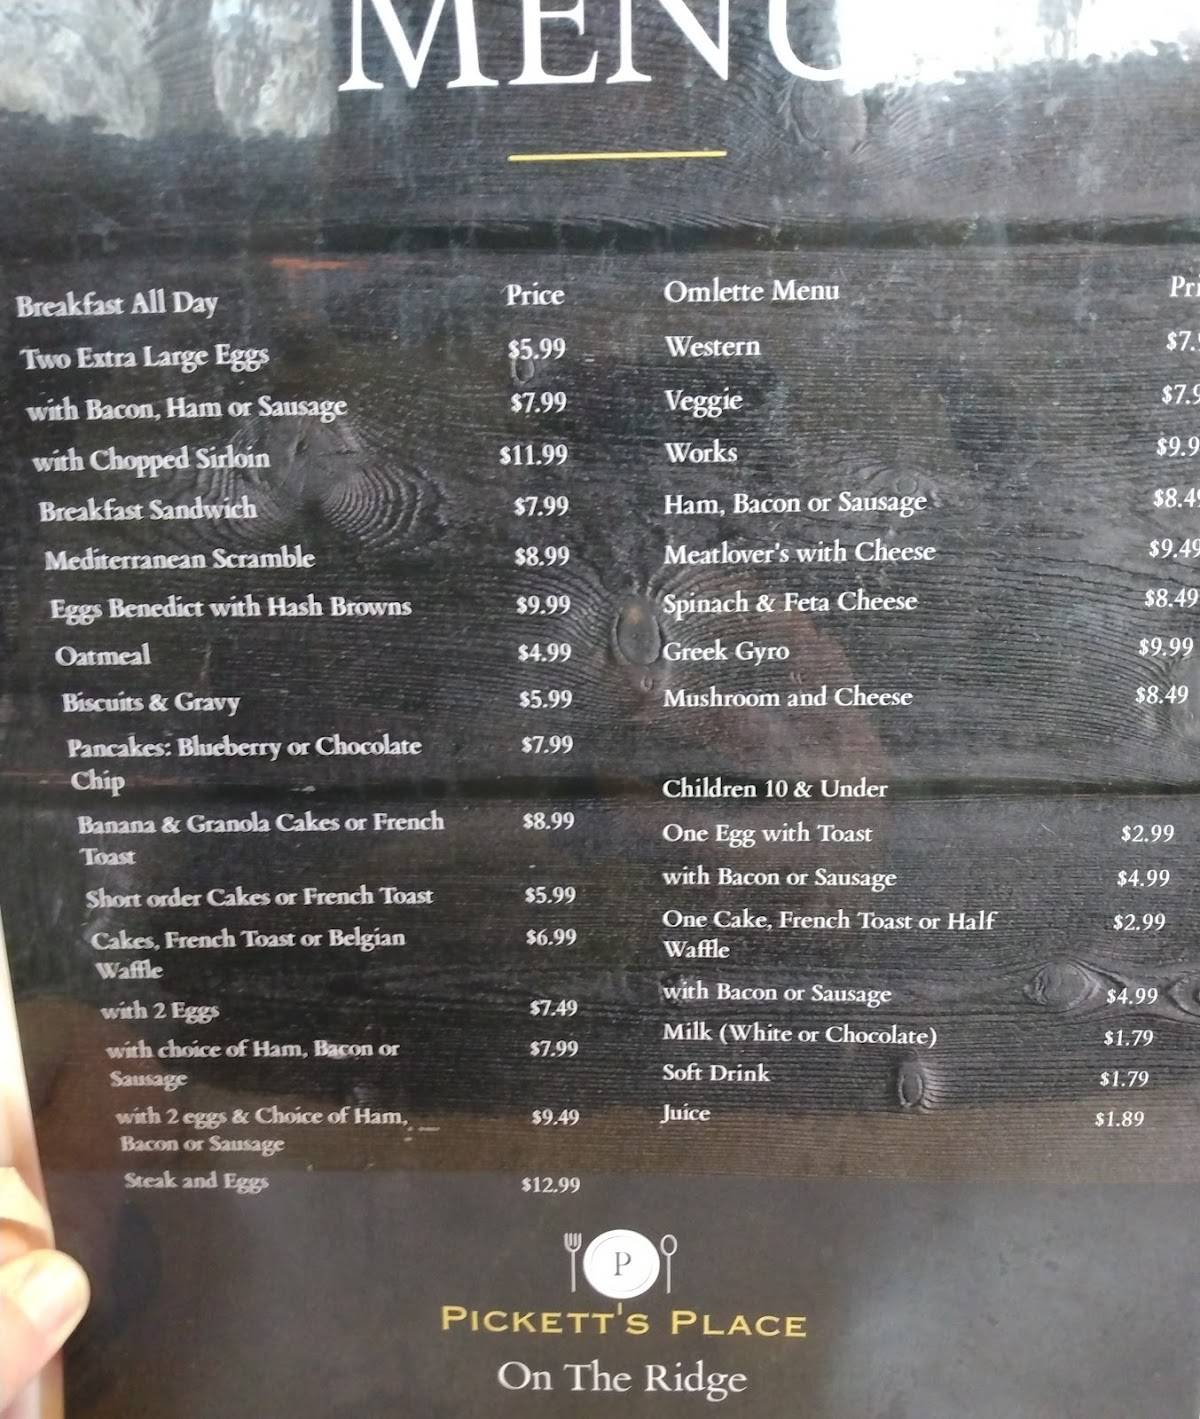 MENU
Breakfast All Day Price
Two Extra Large Eggs $5.99
with Bacon, Ham or Sausage $7.99
with Chopped Sirloin $11.99
Breakfast Sandwich $7.99
Mediterranean Scramble $8.99
Eggs Benedict with Hash Browns $9.99
Oatmeal $4.99
Biscuits & Gravy $5.99
Pancakes: Blueberry or Chocolate $7.99
Chip
Banana & Granola Cakes or French $8.99
Toast
Short order Cakes or French Toast $5.99
Cakes, French Toast or Belgian $6.99
Waffle
with 2 Eggs $7.49
with choice of Ham, Bacon or $7.99
Sausage
with 2 eggs & Choice of Ham, $9.49
Bacon or Sausage
Steak and Eggs $12.99
Omlette Menu
Western
Veggie
Works
Ham, Bacon or Sausage
Meatlover's with Cheese $9.49
Spinach & Feta Cheese $8.49
Greek Gyro $9.99
Mushroom and Cheese $8.49
Children 10 & Under
One Egg with Toast $2.99
with Bacon or Sausage $4.99
One Cake, French Toast or Half $2.99
Waffle
with Bacon or Sausage $4.99
Milk (White or Chocolate) $1.79
Soft Drink $1.79
Juice $1.89
P
PICKETT'S PLACE
On The Ridge